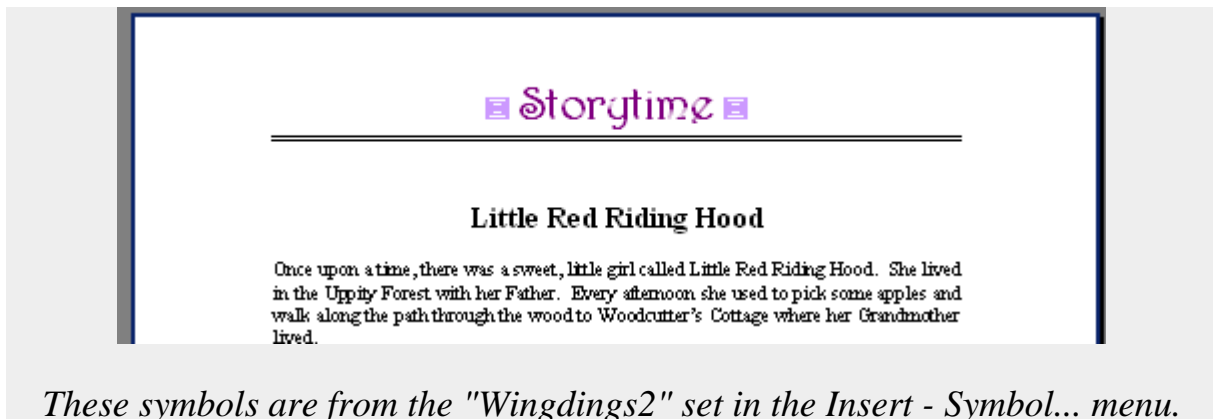 Storytime
Little Red Riding Hood
Once upon a time, there was a sweet, little girl called Little Red Riding Hood.  She lived
in the Uppity Forest with her Father.  Every afternoon she used to pick some apples and
walk along the path through the wood to Woodcutter's Cottage where her Grandmother
lived.
These symbols are from the "Wingdings2" set in the Insert - Symbol... menu.